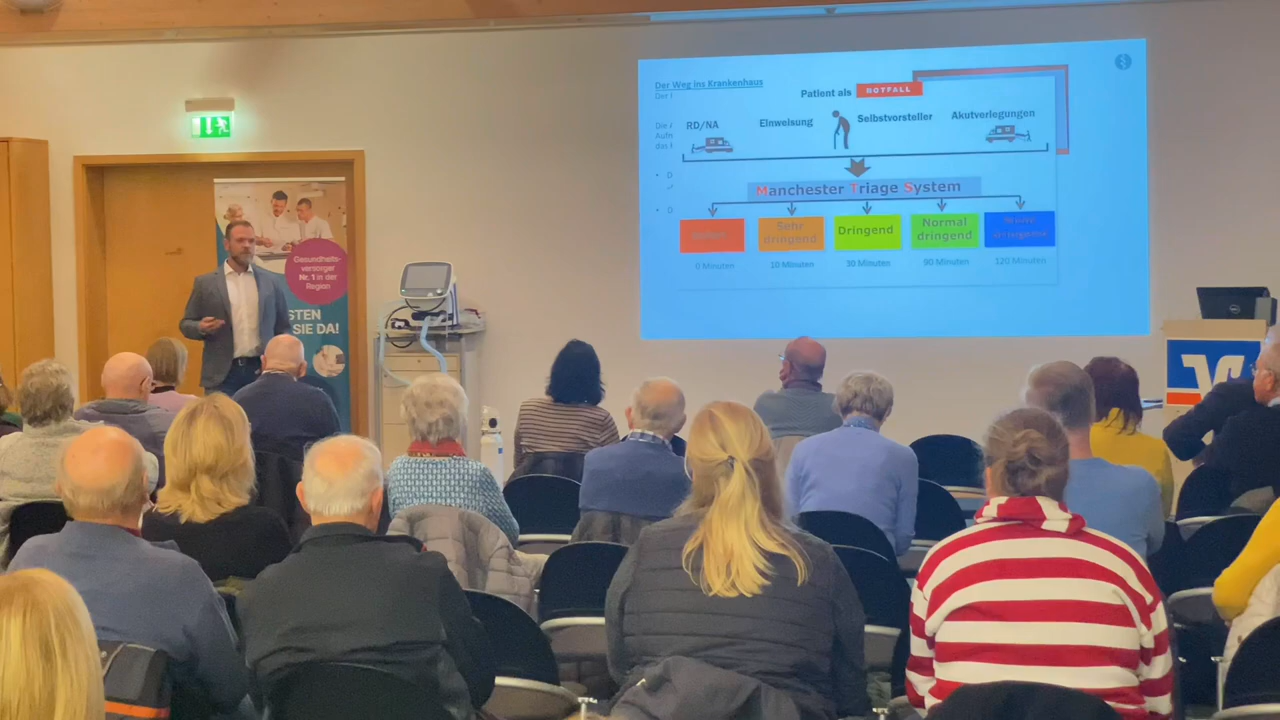 Der Weg ins Krankenhaus
Patient als NOTFALL
RD/NA
Einweisung
Selbstvorsteller
Akutverlegungen
Manchester Triage System
Sehr
dringend
Dringend
Normal
dringend
0 Minuten
10 Minuten
30 Minuten
90 Minuten
120 Minuten
Gesundheits-
versorger
Nr. 1 in der
Region
STEN
SIE DA!
DELL